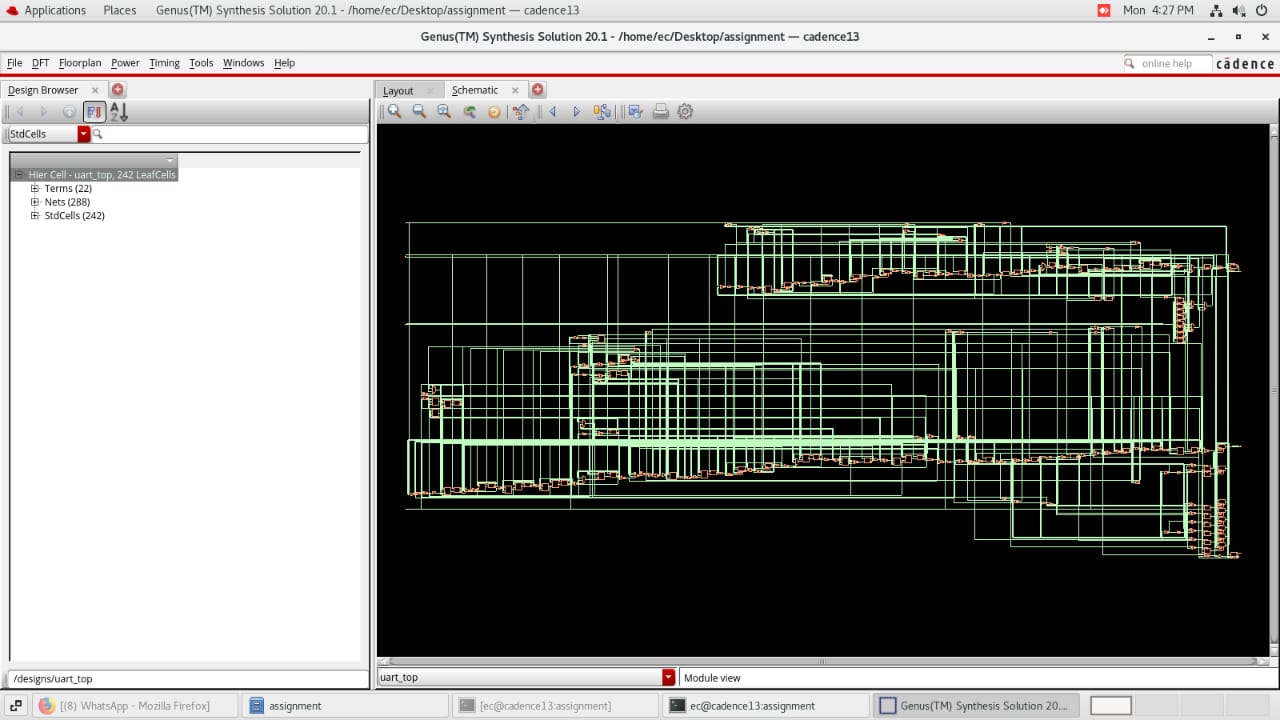 Applications Places Genus(TM) Synthesis Solution 20.1 - /home/ec/Desktop/assignment — cadence13 Mon 4:27 PM
Genus(TM) Synthesis Solution 20.1 - /home/ec/Desktop/assignment — cadence13
File DFT Floorplan Power Timing Tools Windows Help online help cādence
Design Browser Layout Schematic
StdCells
Hier Cell - uart_top, 242 LeafCells
Terms (22)
Nets (288)
StdCells (242)
/designs/uart_top uart_top Module view
[(8) WhatsApp - Mozilla Firefox] assignment [ec@cadence13:assignment] ec@cadence13:assignment Genus(TM) Synthesis Solution 20....